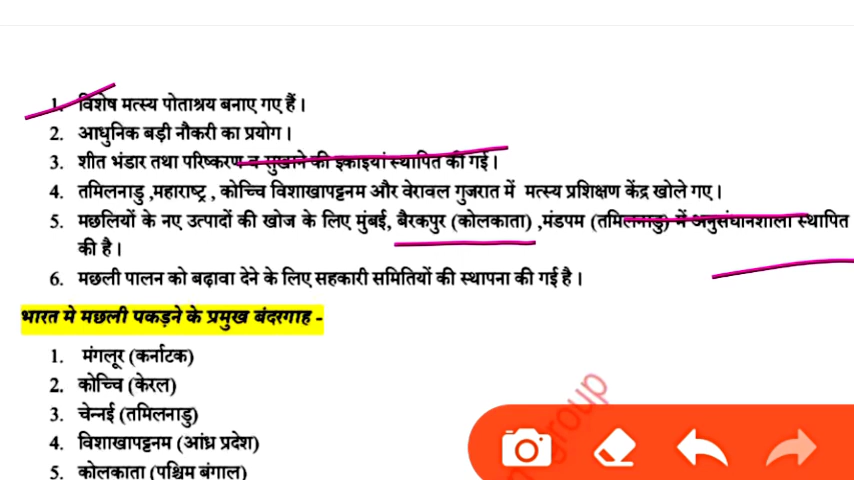 1. विशेष मत्स्य पोताश्रय बनाए गए हैं।
2. आधुनिक बड़ी नौकरी का प्रयोग।
3. शीत भंडार तथा परिष्करण व सुखाने की इकाइयां स्थापित की गई।
4. तमिलनाडु ,महाराष्ट्र , कोच्चि विशाखापट्टनम और वेरावल गुजरात में मत्स्य प्रशिक्षण केंद्र खोले गए।
5. मछलियों के नए उत्पादों की खोज के लिए मुंबई, बैरकपुर (कोलकाता) ,मंडपम (तमिलनाडु) में अनुसंधानशाला स्थापित
की है।
6. मछली पालन को बढ़ावा देने के लिए सहकारी समितियों की स्थापना की गई है।
भारत मे मछली पकड़ने के प्रमुख बंदरगाह -
1. मंगलूर (कर्नाटक)
2. कोच्चि (केरल)
3. चेन्नई (तमिलनाडु)
4. विशाखापट्टनम (आंध्र प्रदेश)
5. कोलकाता (पश्चिम बंगाल)
group